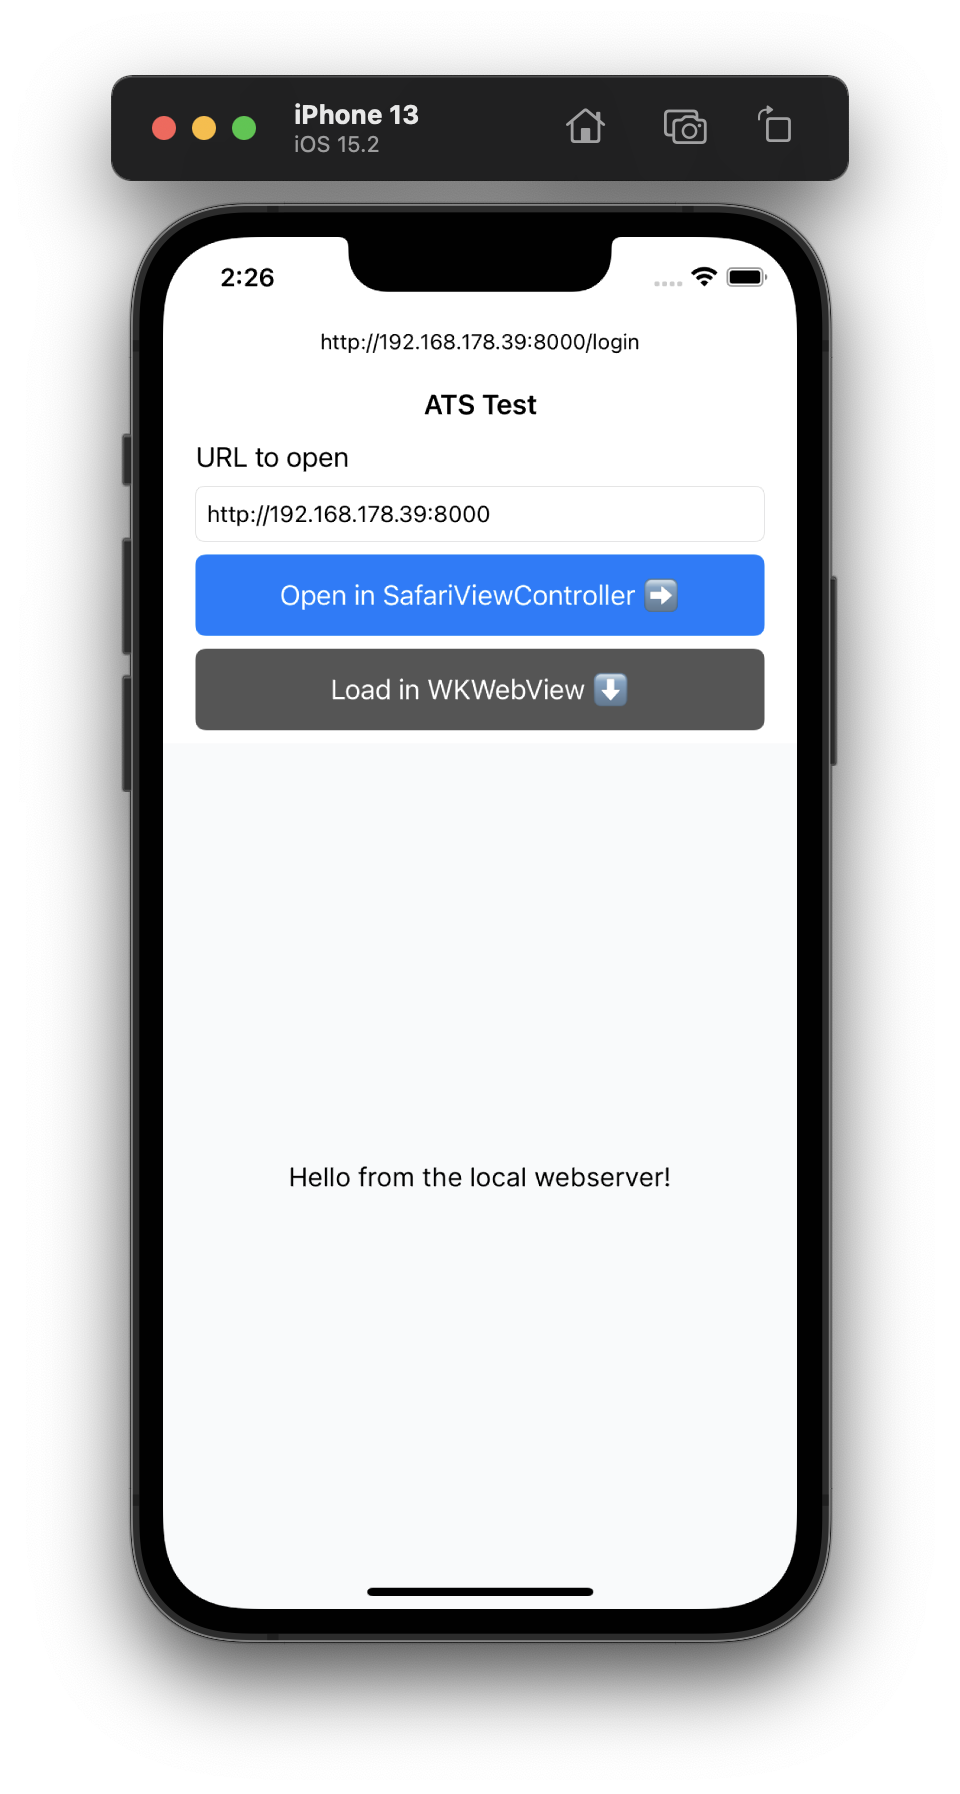 iPhone 13
iOS 15.2
2:26
http://192.168.178.39:8000/login
ATS Test
URL to open
http://192.168.178.39:8000
Open in SafariViewController ➡️
Load in WKWebView ⬇️
Hello from the local webserver!